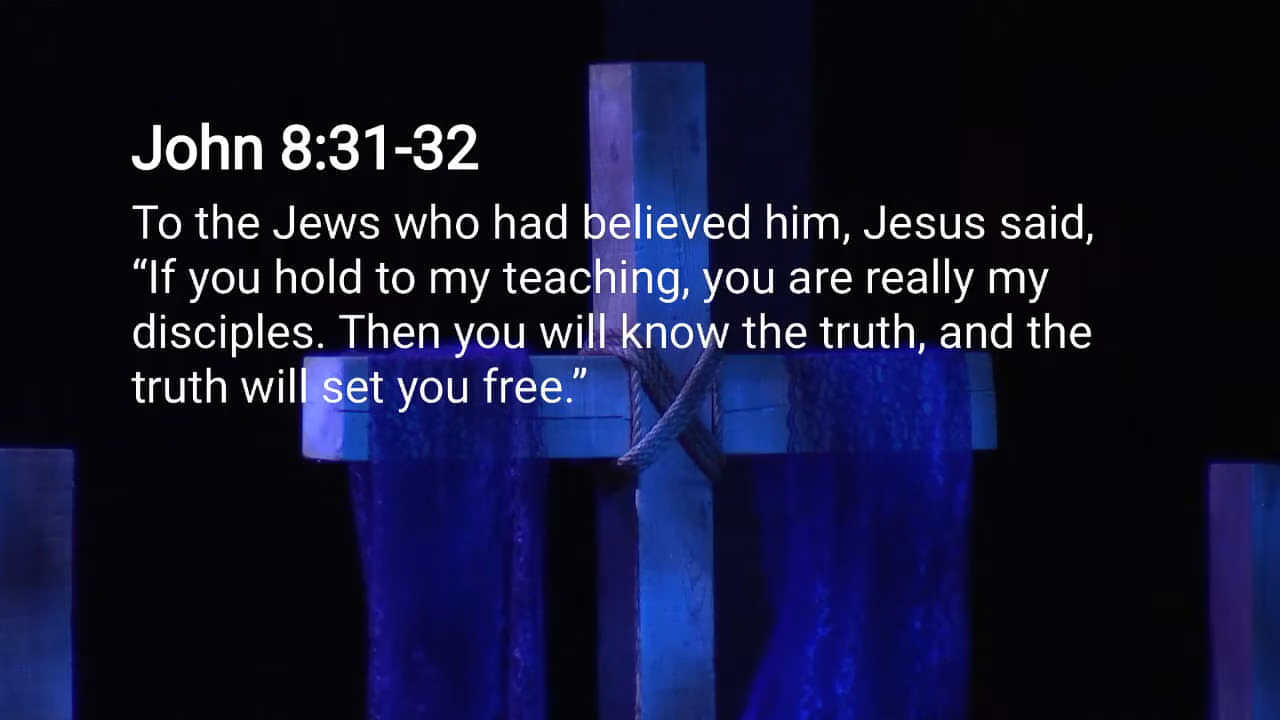 John 8:31-32
To the Jews who had believed him, Jesus said,
“If you hold to my teaching, you are really my
disciples. Then you will know the truth, and the
truth will set you free.”